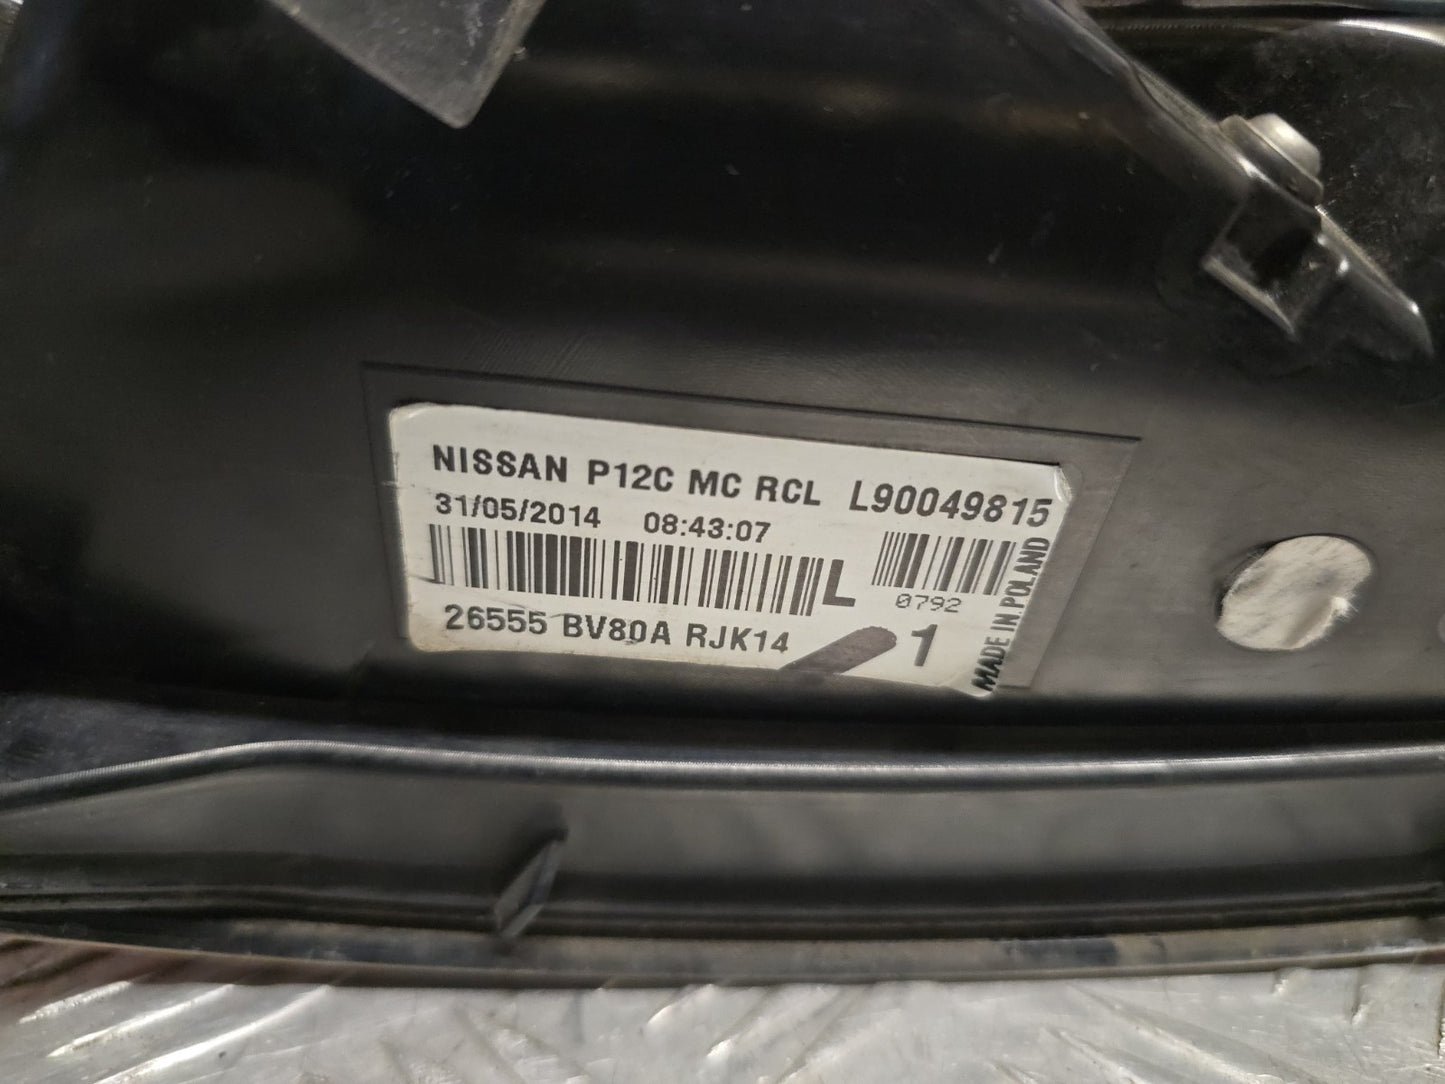 NISSAN P12C MC RCL L90049815
31/05/2014 08:43:07
L
0792
26555 BV80A RJK14
1
MADE IN POLAND